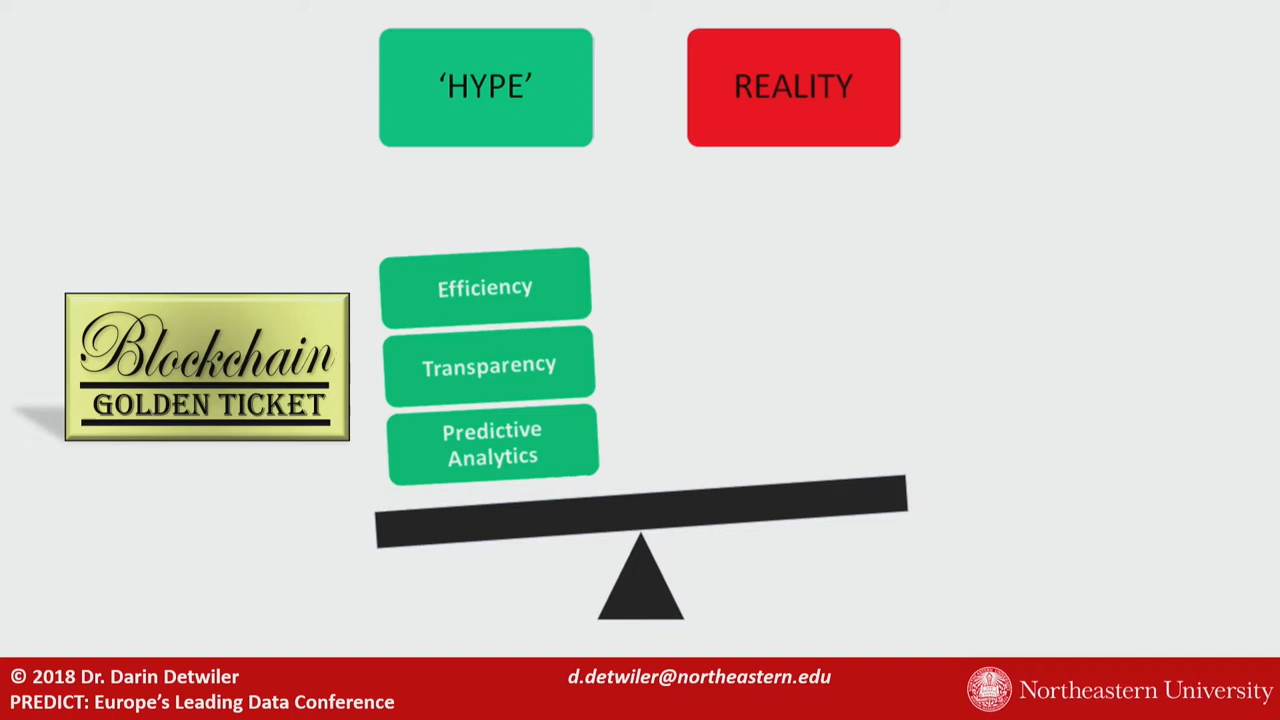 ‘HYPE’
REALITY
Efficiency
Transparency
Predictive
Analytics
Blockchain
GOLDEN TICKET
© 2018 Dr. Darin Detwiler
PREDICT: Europe’s Leading Data Conference
d.detwiler@northeastern.edu
Northeastern University